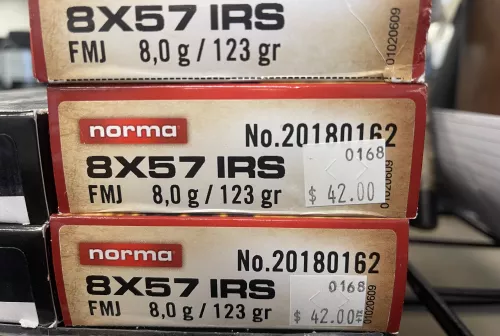 8X57 IRS
FMJ 8,0 g / 123 gr
01020609
norma
No.20180162
8X57 IRS
FMJ 8,0 g / 123 gr
0168
$ 42.00
01020609
norma
No.20180162
8X57 IRS
FMJ 8,0 g / 123 gr
0168
$ 42.00
01020609